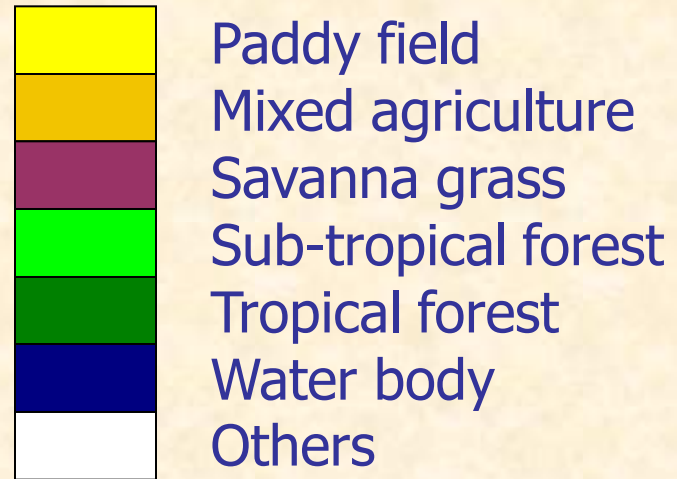 Paddy field
Mixed agriculture
Savanna grass
Sub-tropical forest
Tropical forest
Water body
Others